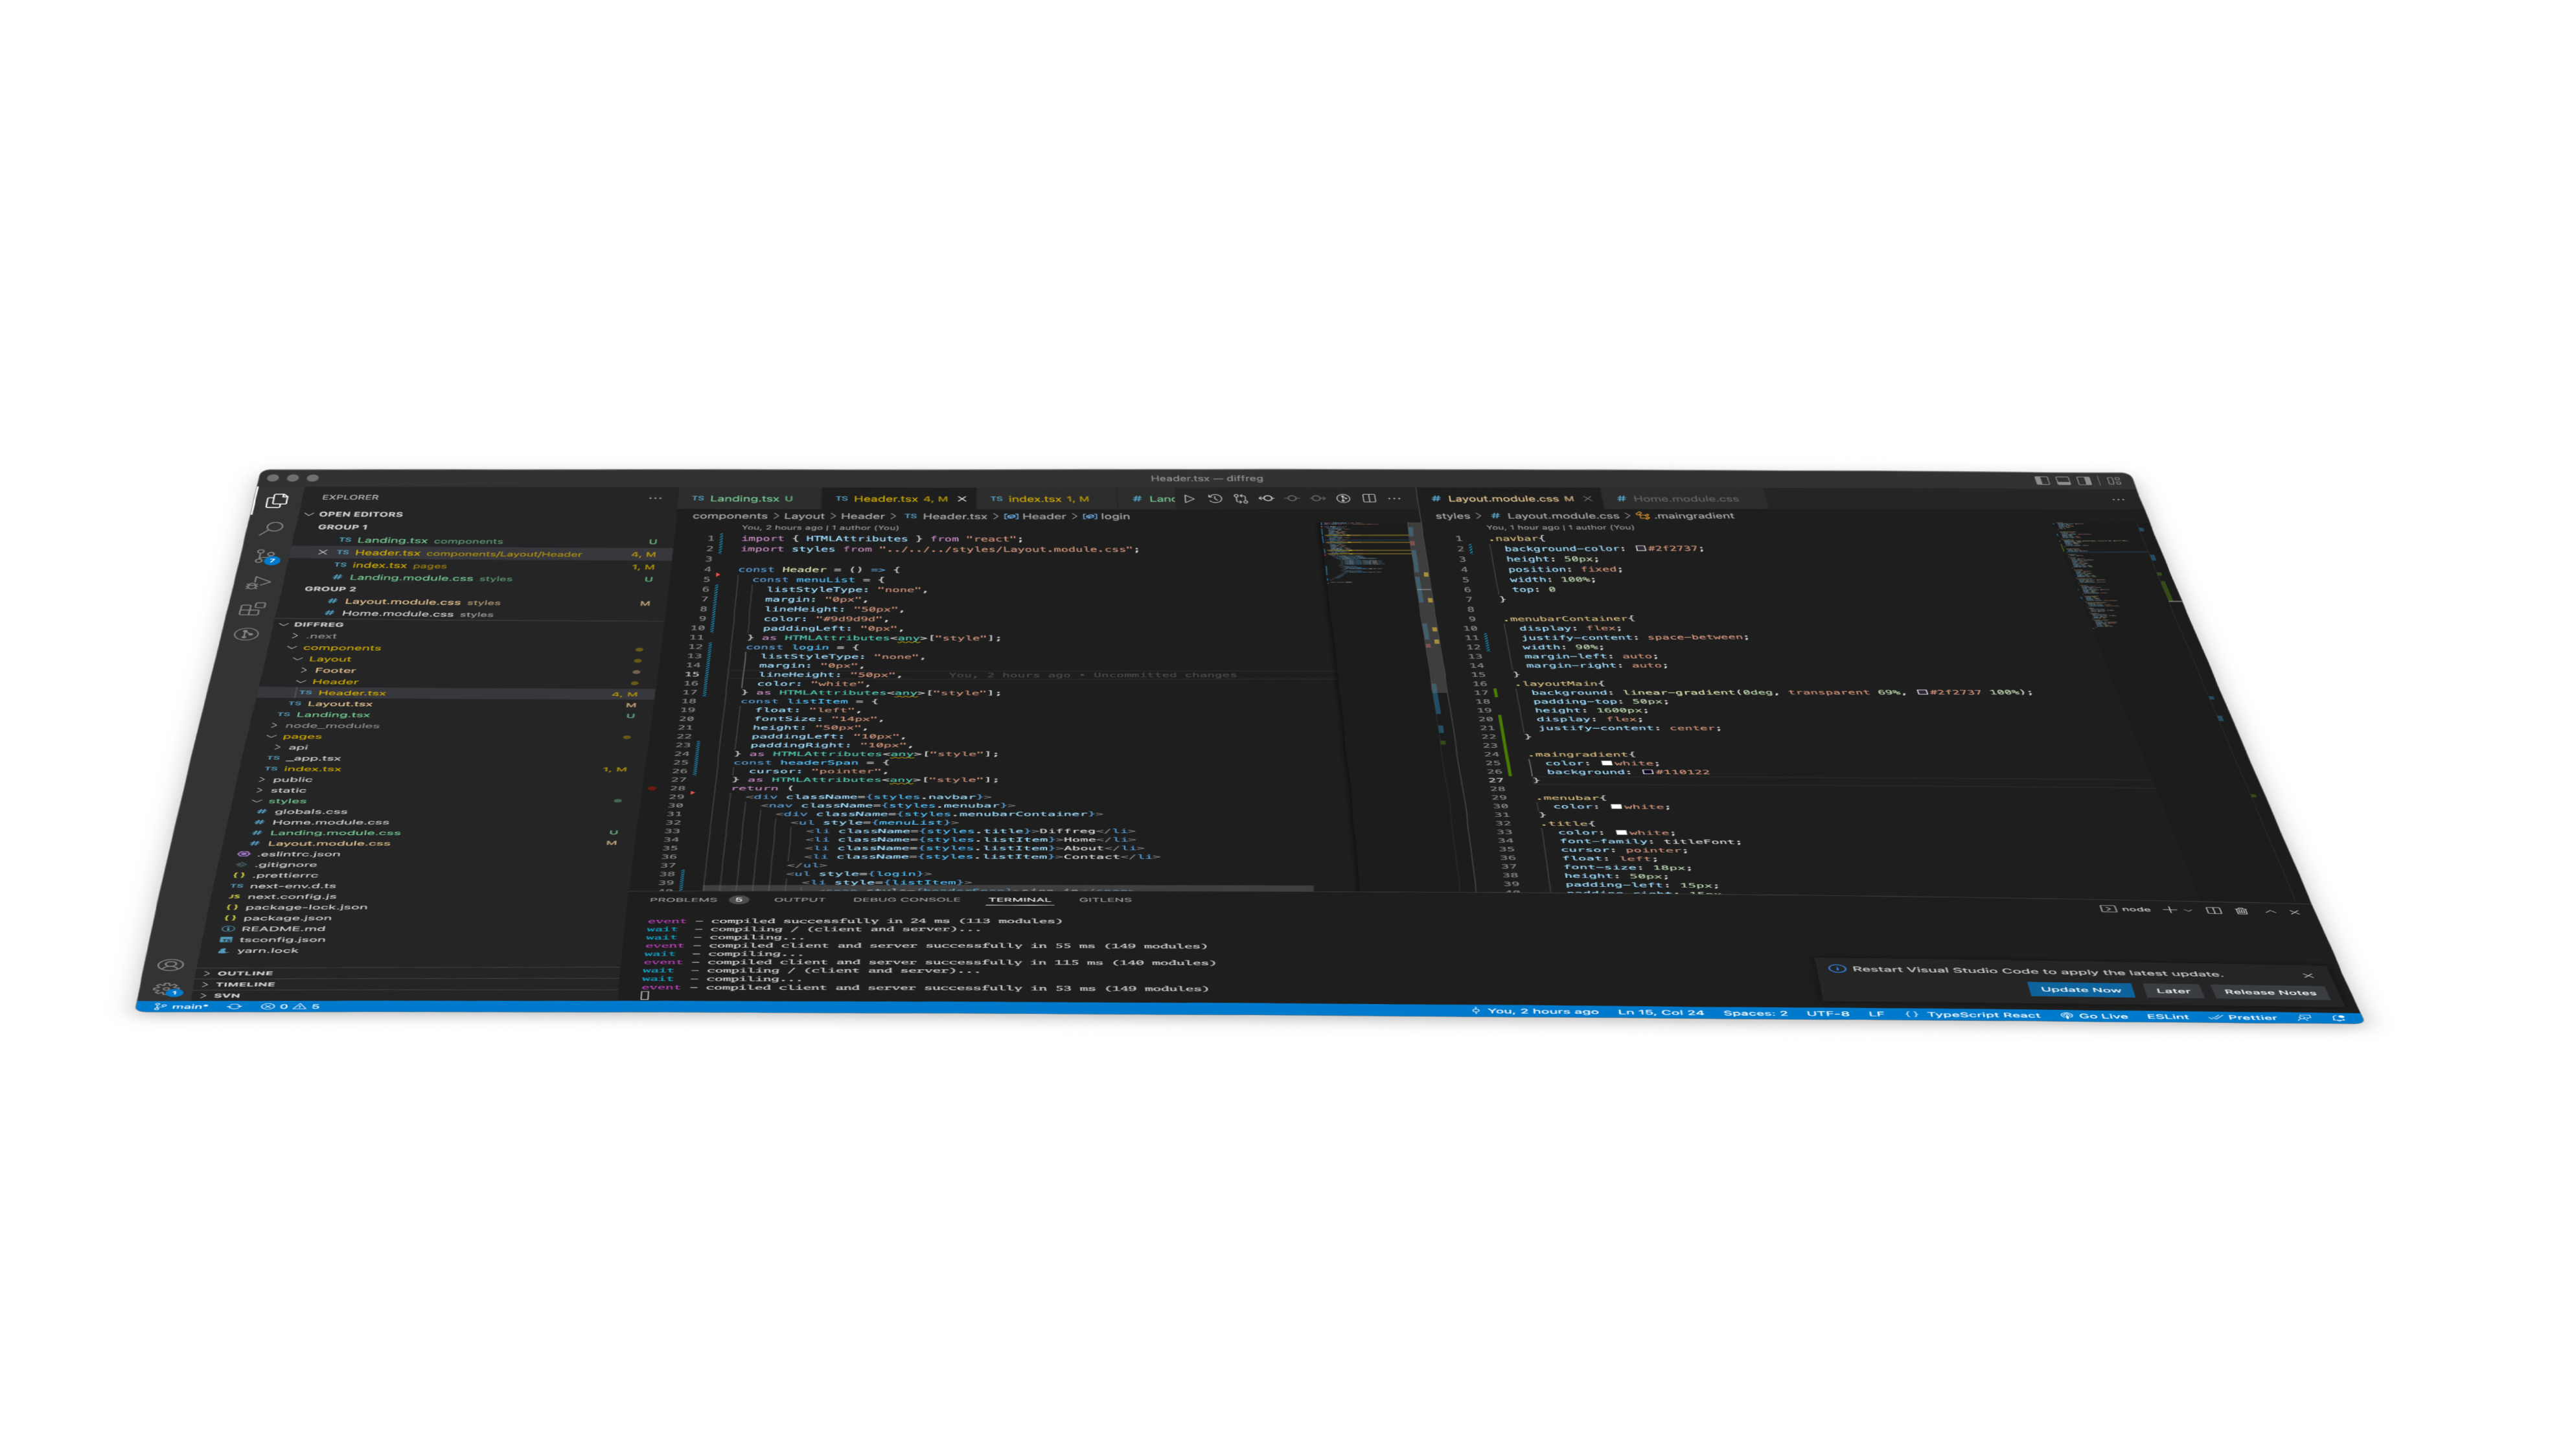 Header.tsx — diffreg
EXPLORER
OPEN EDITORS
GROUP 1
TS Landing.tsx components U
TS Header.tsx components/Layout/Header 4, M
TS index.tsx pages 1, M
# Landing.module.css styles U
GROUP 2
# Layout.module.css styles M
# Home.module.css styles
DIFFREG
.next
components
Layout
Footer
Header
TS Header.tsx 4, M
TS Layout.tsx M
TS Landing.tsx U
node_modules
pages
api
TS _app.tsx
TS index.tsx 1, M
public
static
styles
# globals.css
# Home.module.css
# Landing.module.css U
# Layout.module.css M
.eslintrc.json
.gitignore
{} .prettierrc
TS next-env.d.ts
JS next.config.js
{} package-lock.json
{} package.json
README.md
tsconfig.json
yarn.lock
OUTLINE
TIMELINE
SVN
TS Landing.tsx U TS Header.tsx 4, M TS index.tsx 1, M # Lanc
components > Layout > Header > TS Header.tsx > Header > login
You, 2 hours ago | 1 author (You)
1 import { HTMLAttributes } from "react";
2 import styles from "../../../styles/Layout.module.css";
3
4 const Header = () => {
5 const menuList = {
6 listStyleType: "none",
7 margin: "0px",
8 lineHeight: "50px",
9 color: "#9d9d9d",
10 paddingLeft: "0px",
11 } as HTMLAttributes<any>["style"];
12 const login = {
13 listStyleType: "none",
14 margin: "0px",
15 lineHeight: "50px", You, 2 hours ago • Uncommitted changes
16 color: "white",
17 } as HTMLAttributes<any>["style"];
18 const listItem = {
19 float: "left",
20 fontSize: "14px",
21 height: "50px",
22 paddingLeft: "10px",
23 paddingRight: "10px",
24 } as HTMLAttributes<any>["style"];
25 const headerSpan = {
26 cursor: "pointer",
27 } as HTMLAttributes<any>["style"];
28 return (
29 <div className={styles.navbar}>
30 <nav className={styles.menubar}>
31 <div className={styles.menubarContainer}>
32 <ul style={menuList}>
33 <li className={styles.title}>Diffreg</li>
34 <li className={styles.listItem}>Home</li>
35 <li className={styles.listItem}>About</li>
36 <li className={styles.listItem}>Contact</li>
37 </ul>
38 <ul style={login}>
39 <li style={listItem}>
# Layout.module.css M # Home.module.css
styles > # Layout.module.css > .maingradient
You, 1 hour ago | 1 author (You)
1 .navbar{
2 background-color: #2f2737;
3 height: 50px;
4 position: fixed;
5 width: 100%;
6 top: 0
7 }
8
9 .menubarContainer{
10 display: flex;
11 justify-content: space-between;
12 width: 90%;
13 margin-left: auto;
14 margin-right: auto;
15 }
16 .layoutMain{
17 background: linear-gradient(0deg, transparent 69%, #2f2737 100%);
18 padding-top: 50px;
19 height: 1600px;
20 display: flex;
21 justify-content: center;
22 }
23
24 .maingradient{
25 color: white;
26 background: #110122
27 }
28
29 .menubar{
30 color: white;
31 }
32 .title{
33 color: white;
34 font-family: titleFont;
35 cursor: pointer;
36 float: left;
37 font-size: 18px;
38 height: 50px;
39 padding-left: 15px;
PROBLEMS 5 OUTPUT DEBUG CONSOLE TERMINAL GITLENS
node
event – compiled successfully in 24 ms (113 modules)
wait – compiling / (client and server)...
wait – compiling...
event – compiled client and server successfully in 55 ms (149 modules)
wait – compiling...
event – compiled client and server successfully in 115 ms (140 modules)
wait – compiling / (client and server)...
wait – compiling...
event – compiled client and server successfully in 53 ms (149 modules)
Restart Visual Studio Code to apply the latest update.
Update Now Later Release Notes
main* 0 5 You, 2 hours ago Ln 15, Col 24 Spaces: 2 UTF-8 LF {} TypeScript React Go Live ESLint Prettier